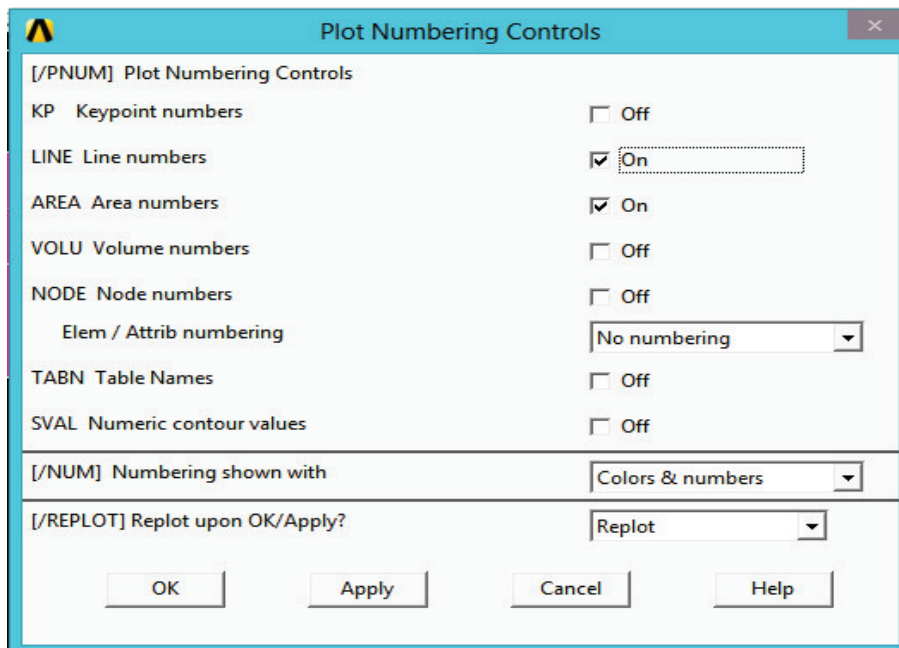 Plot Numbering Controls
[/PNUM] Plot Numbering Controls
KP Keypoint numbers Off
LINE Line numbers On
AREA Area numbers On
VOLU Volume numbers Off
NODE Node numbers Off
Elem / Attrib numbering No numbering
TABN Table Names Off
SVAL Numeric contour values Off
[/NUM] Numbering shown with Colors & numbers
[/REPLOT] Replot upon OK/Apply? Replot
OK Apply Cancel Help